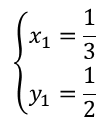 x₁ = 1/3
y₁ = 1/2